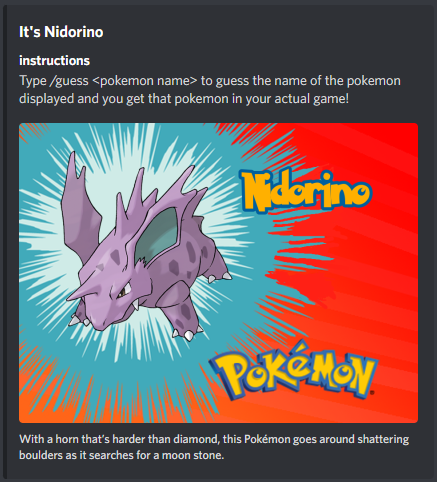 It's Nidorino
instructions
Type /guess <pokemon name> to guess the name of the pokemon
displayed and you get that pokemon in your actual game!
Nidorino
POKéMON
With a horn that's harder than diamond, this Pokémon goes around shattering
boulders as it searches for a moon stone.